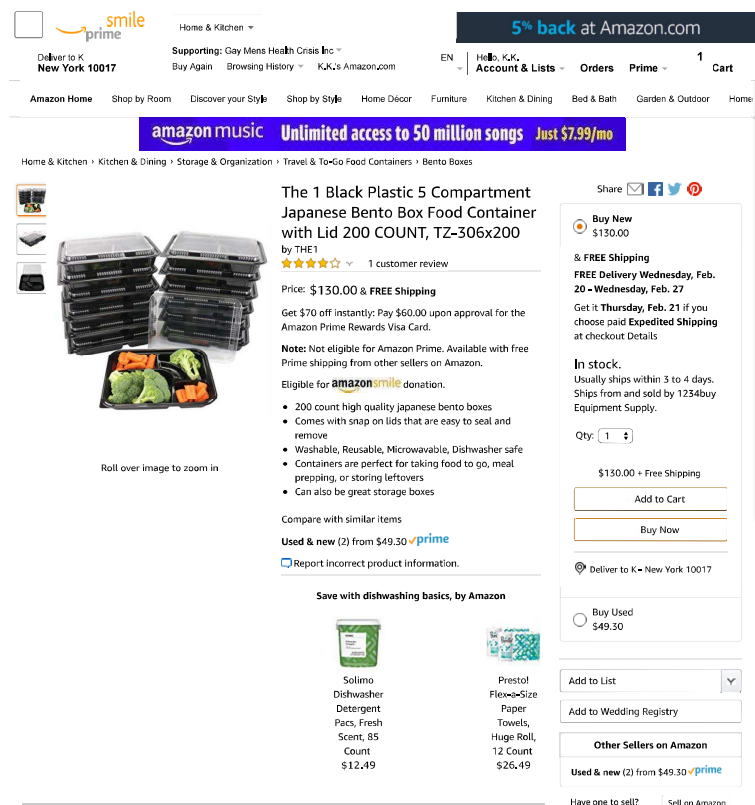 smile
prime
Home & Kitchen
5% back at Amazon.com
Deliver to K
New York 10017
Supporting: Gay Mens Health Crisis Inc
Buy Again Browsing History K.K.'s Amazon.com
EN
Hello, K.K.
Account & Lists Orders Prime
1
Cart
Amazon Home Shop by Room Discover your Style Shop by Style Home Décor Furniture Kitchen & Dining Bed & Bath Garden & Outdoor Home
amazon music Unlimited access to 50 million songs Just $7.99/mo
Home & Kitchen › Kitchen & Dining › Storage & Organization › Travel & To-Go Food Containers › Bento Boxes
The 1 Black Plastic 5 Compartment
Japanese Bento Box Food Container
with Lid 200 COUNT, TZ-306x200
by THE1
1 customer review
Price: $130.00 & FREE Shipping
Get $70 off instantly: Pay $60.00 upon approval for the
Amazon Prime Rewards Visa Card.
Note: Not eligible for Amazon Prime. Available with free
Prime shipping from other sellers on Amazon.
Eligible for amazonsmile donation.
• 200 count high quality japanese bento boxes
• Comes with snap on lids that are easy to seal and
remove
• Washable, Reusable, Microwavable, Dishwasher safe
• Containers are perfect for taking food to go, meal
prepping, or storing leftovers
• Can also be great storage boxes
Roll over image to zoom in
Compare with similar items
Used & new (2) from $49.30 prime
Report incorrect product information.
Save with dishwashing basics, by Amazon
Solimo
Dishwasher
Detergent
Pacs, Fresh
Scent, 85
Count
$12.49
Presto!
Flex-a-Size
Paper
Towels,
Huge Roll,
12 Count
$26.49
Share
Buy New
$130.00
& FREE Shipping
FREE Delivery Wednesday, Feb.
20 - Wednesday, Feb. 27
Get it Thursday, Feb. 21 if you
choose paid Expedited Shipping
at checkout Details
In stock.
Usually ships within 3 to 4 days.
Ships from and sold by 1234buy
Equipment Supply.
Qty: 1
$130.00 + Free Shipping
Add to Cart
Buy Now
Deliver to K - New York 10017
Buy Used
$49.30
Add to List
Add to Wedding Registry
Other Sellers on Amazon
Used & new (2) from $49.30 prime
Have one to sell? Sell on Amazon